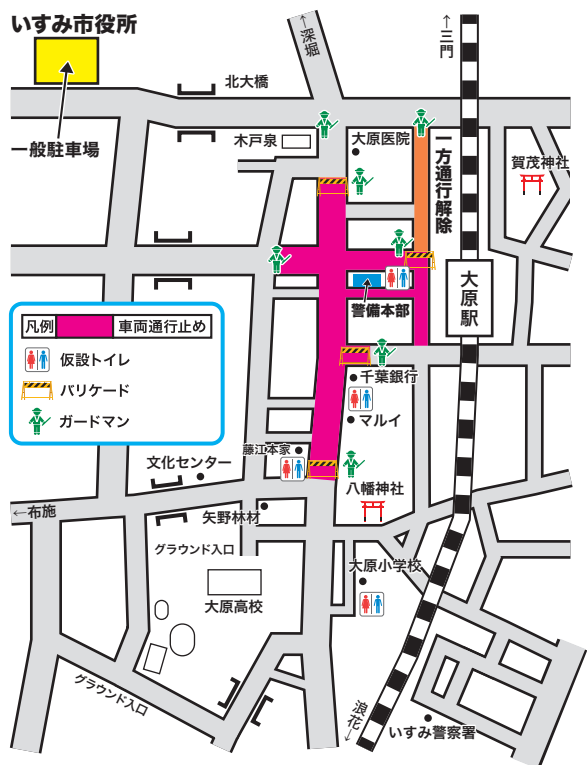 いすみ市役所
←深堀
←三門
北大橋
一般駐車場
木戸泉
大原医院
一方通行解除
賀茂神社
大原駅
警備本部
凡例 車両通行止め
仮設トイレ
バリケード
ガードマン
千葉銀行
マルイ
藤江本家
文化センター
八幡神社
←布施
矢野林材
グラウンド入口
大原小学校
大原高校
グラウンド入口
浪花→
いすみ警察署